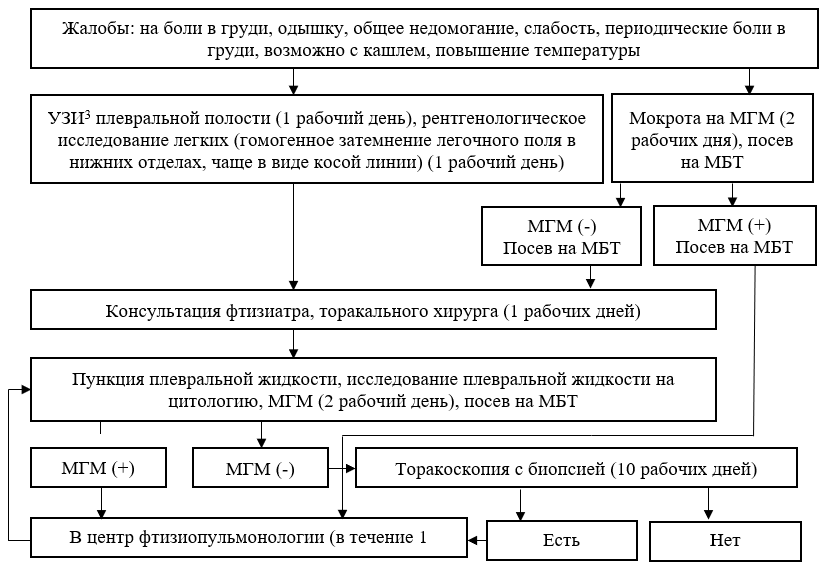 Жалобы: на боли в груди, одышку, общее недомогание, слабость, периодические боли в
груди, возможно с кашлем, повышение температуры
УЗИ³ плевральной полости (1 рабочий день), рентгенологическое
исследование легких (гомогенное затемнение легочного поля в
нижних отделах, чаще в виде косой линии) (1 рабочий день)
Мокрота на МГМ (2
рабочих дня), посев
на МБТ
МГМ (-)
Посев на МБТ
МГМ (+)
Посев на МБТ
Консультация фтизиатра, торакального хирурга (1 рабочих дней)
Пункция плевральной жидкости, исследование плевральной жидкости на
цитологию, МГМ (2 рабочий день), посев на МБТ
МГМ (+)
МГМ (-)
Торакоскопия с биопсией (10 рабочих дней)
В центр фтизиопульмонологии (в течение 1
Есть
Нет